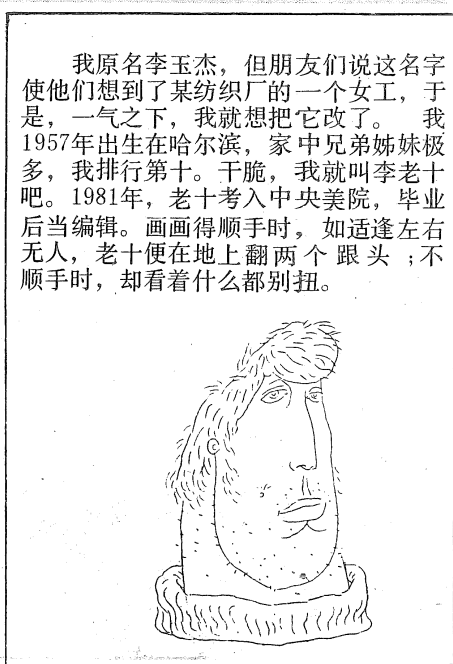 我原名李玉杰，但朋友们说这名字
使他们想到了某纺织厂的一个女工，于
是，一气之下，我就想把它改了。 我
1957年出生在哈尔滨，家中兄弟姊妹极
多，我排行第十。干脆，我就叫李老十
吧。1981年，老十考入中央美院，毕业
后当编辑。画画得顺手时，如适逢左右
无人，老十便在地上翻两个跟头；不
顺手时，却看着什么都别扭。